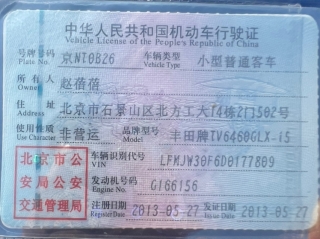 中华人民共和国机动车行驶证
Vehicle License of the People's Republic of China
号牌号码 京NT0B26 车辆类型 小型普通客车
Plate No. Vehicle Type
所有人 赵蓓蓓
住址 北京市石景山区北方工大T4栋2门502号
使用性质 非营运 品牌型号 丰田牌TV6460GLX-i5
北京市公 车辆识别代号 LFMJW30F6D0177809
VIN
安局公安 发动机号码 G166156
Engine No.
交通管理局 注册日期 2013-05-27 发证日期 2013-05-27
Register Date Issue Date